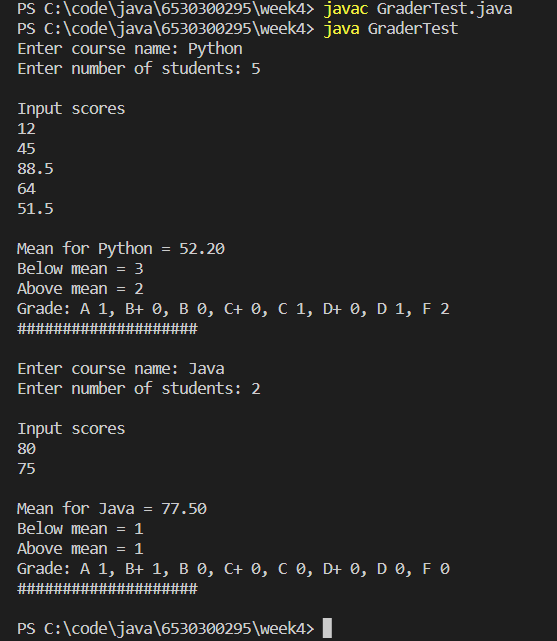 PS C:\code\java\6530300295\week4> javac GraderTest.java
PS C:\code\java\6530300295\week4> java GraderTest
Enter course name: Python
Enter number of students: 5
Input scores
12
45
88.5
64
51.5
Mean for Python = 52.20
Below mean = 3
Above mean = 2
Grade: A 1, B+ 0, B 0, C+ 0, C 1, D+ 0, D 1, F 2
####################
Enter course name: Java
Enter number of students: 2
Input scores
80
75
Mean for Java = 77.50
Below mean = 1
Above mean = 1
Grade: A 1, B+ 1, B 0, C+ 0, C 0, D+ 0, D 0, F 0
####################
PS C:\code\java\6530300295\week4>